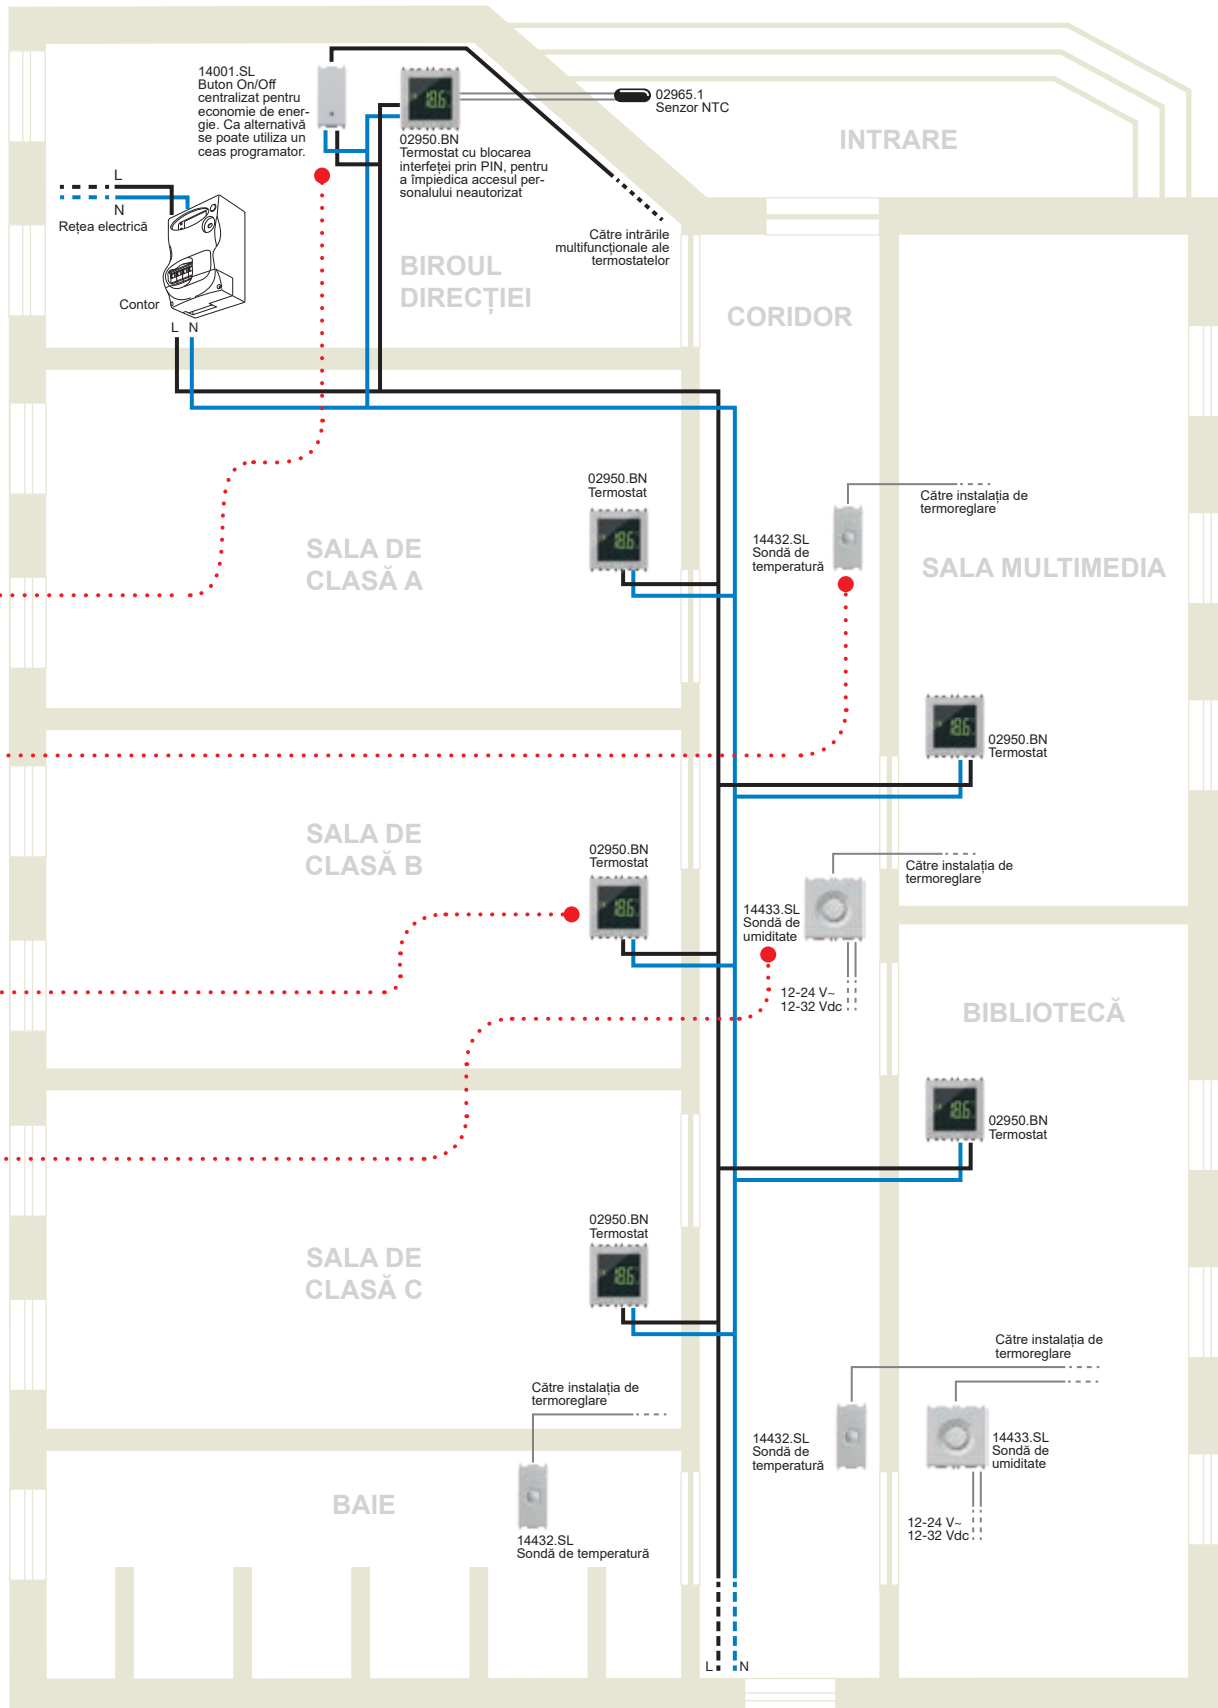 14001.SL
Buton On/Off
centralizat pentru
economie de ener-
gie. Ca alternativă
se poate utiliza un
ceas programator.
18.6
02950.BN
Termostat cu blocarea
interfeței prin PIN, pentru
a împiedica accesul per-
sonalului neautorizat
02965.1
Senzor NTC
INTRARE
L
N
Rețea electrică
Contor
L N
Către intrările
multifuncționale ale
termostatelor
BIROUL
DIRECȚIEI
CORIDOR
02950.BN
Termostat
18.6
SALA DE
CLASĂ A
Către instalația de
termoreglare
14432.SL
Sondă de
temperatură
SALA MULTIMEDIA
18.6
02950.BN
Termostat
SALA DE
CLASĂ B
02950.BN
Termostat
18.6
Către instalația de
termoreglare
14433.SL
Sondă de
umiditate
12-24 V~
12-32 Vdc
BIBLIOTECĂ
18.6
02950.BN
Termostat
SALA DE
CLASĂ C
02950.BN
Termostat
18.6
Către instalația de
termoreglare
Către instalația de
termoreglare
14432.SL
Sondă de
temperatură
14433.SL
Sondă de
umiditate
12-24 V~
12-32 Vdc
BAIE
14432.SL
Sondă de temperatură
L N